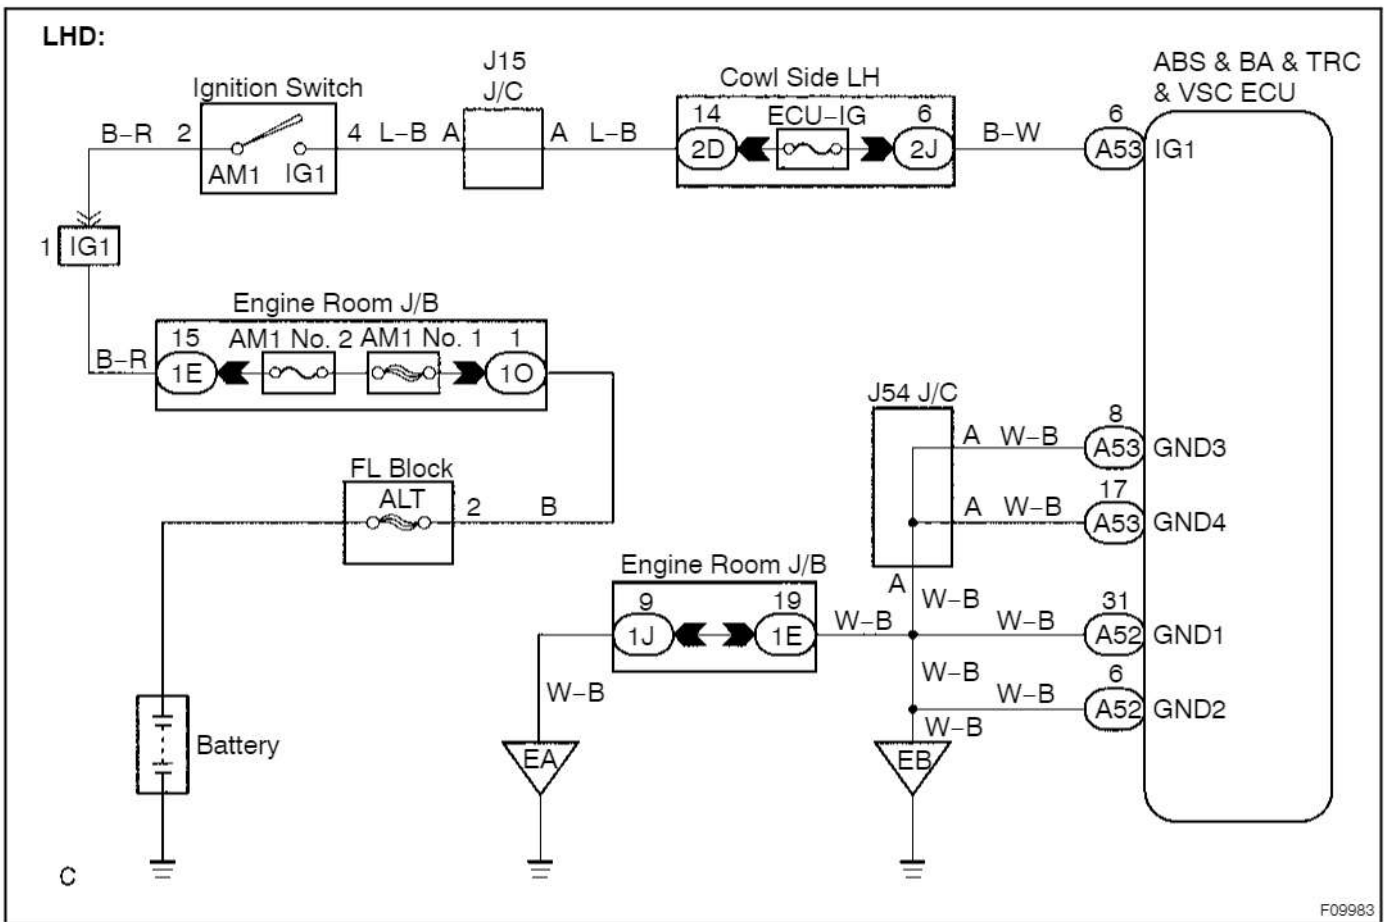 LHD:
J15
J/C
Ignition Switch
B-R 2 4 L-B A A L-B
AM1 IG1
Cowl Side LH
14 ECU-IG 6
2D 2J B-W
ABS & BA & TRC
& VSC ECU
6
A53 IG1
1 IG1
Engine Room J/B
15 AM1 No. 2 AM1 No. 1 1
B-R 1E 1O
J54 J/C
8
A W-B A53 GND3
17
A W-B A53 GND4
FL Block
ALT 2 B
Engine Room J/B
9 19
1J 1E W-B
A W-B
31
W-B A52 GND1
W-B
6
W-B A52 GND2
W-B
W-B
Battery
EA
EB
C
F09983